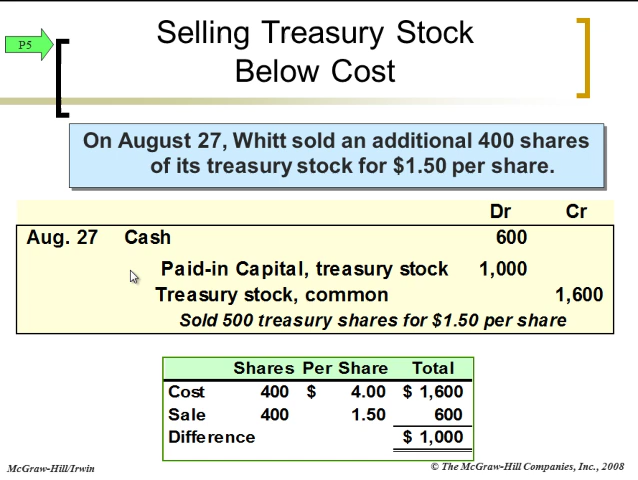 P5
Selling Treasury Stock
Below Cost
On August 27, Whitt sold an additional 400 shares
of its treasury stock for $1.50 per share.
Dr Cr
Aug. 27 Cash 600
Paid-in Capital, treasury stock 1,000
Treasury stock, common 1,600
Sold 500 treasury shares for $1.50 per share
Shares Per Share Total
Cost 400 $ 4.00 $ 1,600
Sale 400 1.50 600
Difference $ 1,000
McGraw-Hill/Irwin © The McGraw-Hill Companies, Inc., 2008